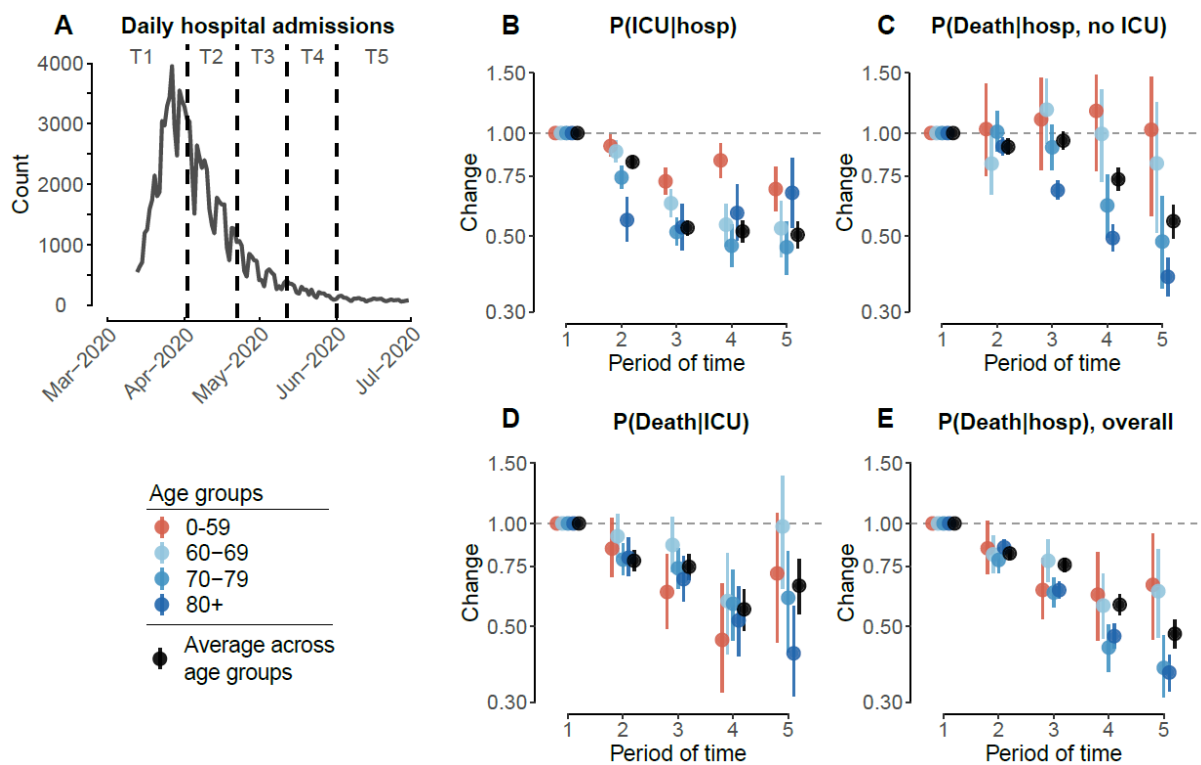 A Daily hospital admissions
T1 T2 T3 T4 T5
Count
4000
3000
2000
1000
0
Mar−2020
Apr−2020
May−2020
Jun−2020
Jul−2020
B P(ICU|hosp)
Change
1.50
1.00
0.75
0.50
0.30
1 2 3 4 5
Period of time
C P(Death|hosp, no ICU)
Change
1.50
1.00
0.75
0.50
0.30
1 2 3 4 5
Period of time
Age groups
0-59
60−69
70−79
80+
Average across
age groups
D P(Death|ICU)
Change
1.50
1.00
0.75
0.50
0.30
1 2 3 4 5
Period of time
E P(Death|hosp), overall
Change
1.50
1.00
0.75
0.50
0.30
1 2 3 4 5
Period of time